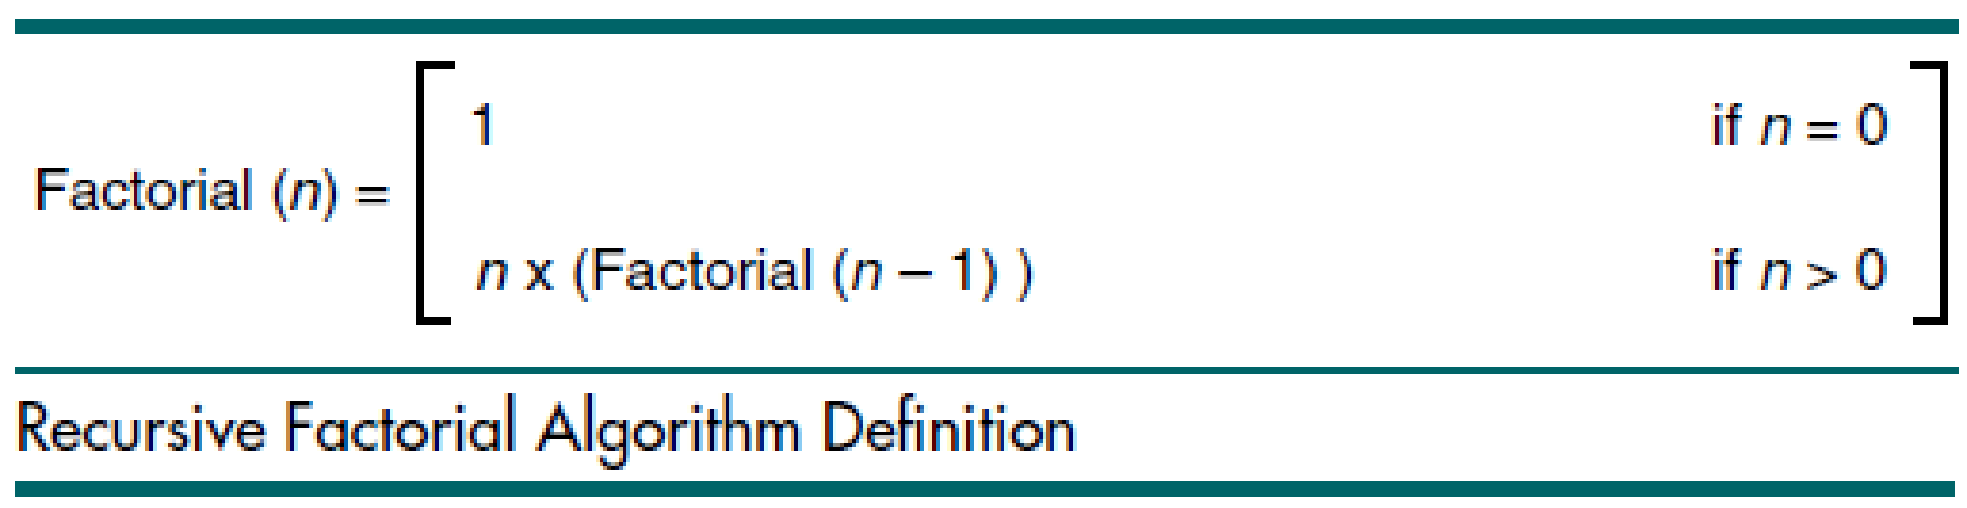 1 if n = 0
Factorial (n) =
n x (Factorial (n – 1) ) if n > 0
Recursive Factorial Algorithm Definition